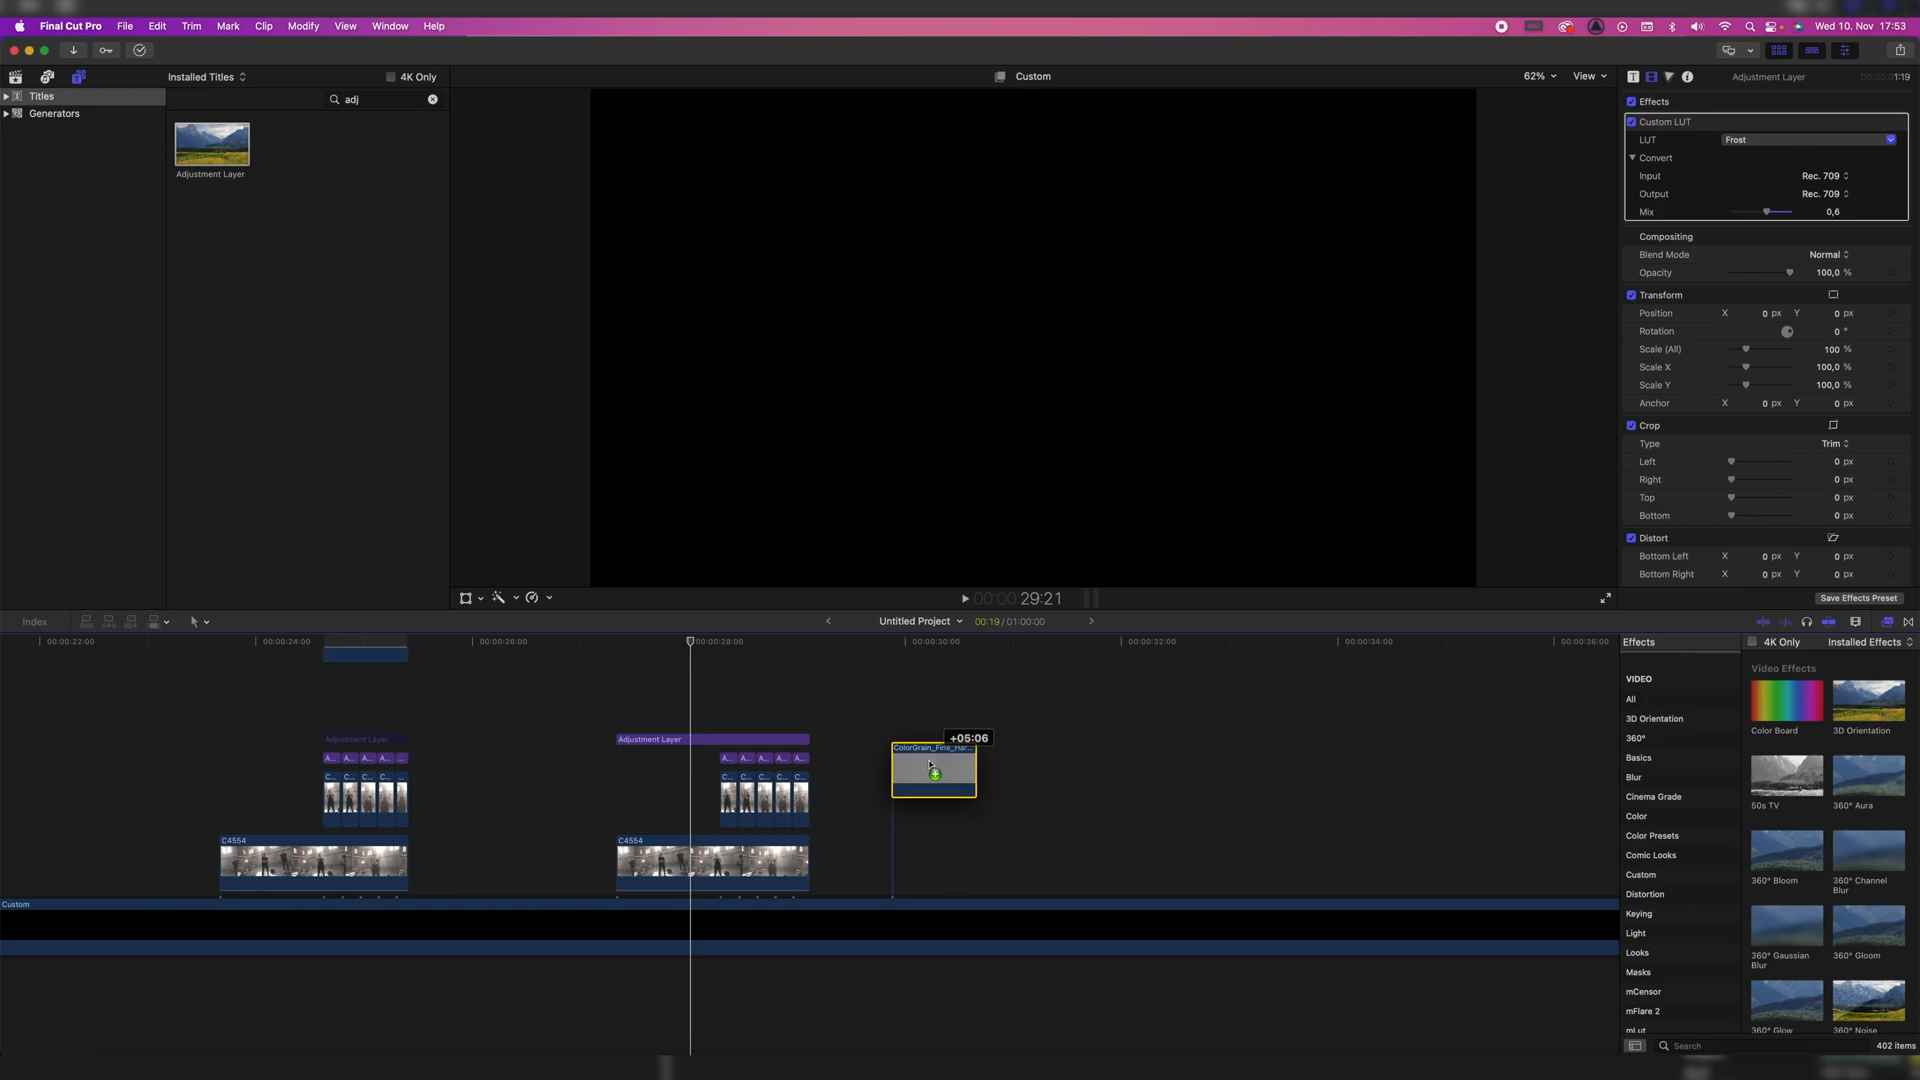 Final Cut Pro File Edit Trim Mark Clip Modify View Window Help Wed 10. Nov 17:53
Installed Titles 4K Only Custom 62% View Adjustment Layer 1:19
Titles adj
Generators
Adjustment Layer
Effects
Custom LUT
LUT Frost
Convert
Input Rec. 709
Output Rec. 709
Mix 0,6
Compositing
Blend Mode Normal
Opacity 100,0 %
Transform
Position X 0 px Y 0 px
Rotation 0 °
Scale (All) 100 %
Scale X 100,0 %
Scale Y 100,0 %
Anchor X 0 px Y 0 px
Crop
Type Trim
Left 0 px
Right 0 px
Top 0 px
Bottom 0 px
Distort
Bottom Left X 0 px Y 0 px
Bottom Right X 0 px Y 0 px
00:00:29:21 Save Effects Preset
Index Untitled Project 00:19 / 01:00:00
00:00:22:00 00:00:24:00 00:00:26:00 00:00:28:00 00:00:30:00 00:00:32:00 00:00:34:00 00:00:36:00
Adjustment Layer Adjustment Layer +05:06
ColorGrain_Fine_Har...
A... A... A... A... ... A... A... A... A... A...
C... C... C... C... ... C... C... C... C... C...
C4554 C4554
Custom
Effects 4K Only Installed Effects
VIDEO
All
3D Orientation
360°
Basics
Blur
Cinema Grade
Color
Color Presets
Comic Looks
Custom
Distortion
Keying
Light
Looks
Masks
mCensor
mFlare 2
mLut
Video Effects
Color Board 3D Orientation
50s TV 360° Aura
360° Bloom 360° Channel
Blur
360° Gaussian 360° Gloom
Blur
360° Glow 360° Noise
Search 402 items